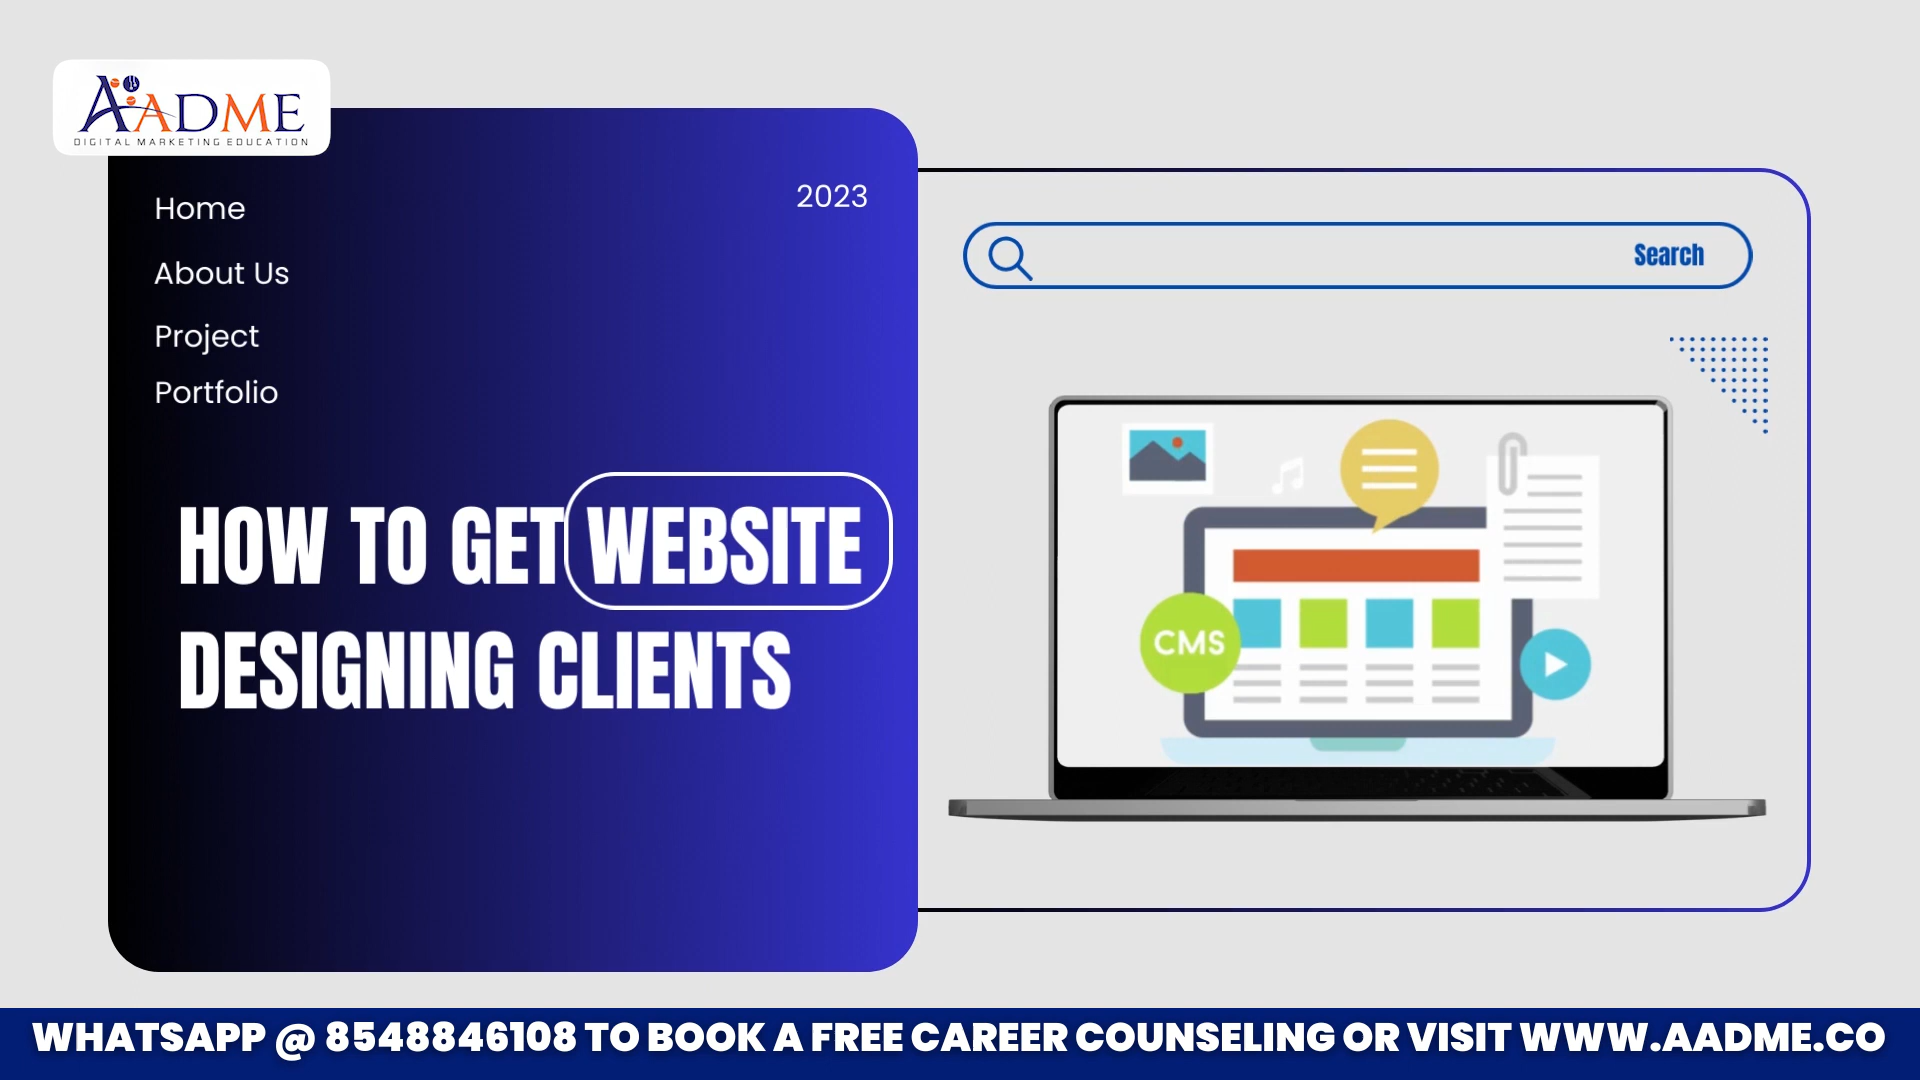 AADME
DIGITAL MARKETING EDUCATION
Home
About Us
Project
Portfolio
2023
HOW TO GET WEBSITE
DESIGNING CLIENTS
Search
CMS
WHATSAPP @ 8548846108 TO BOOK A FREE CAREER COUNSELING OR VISIT WWW.AADME.CO